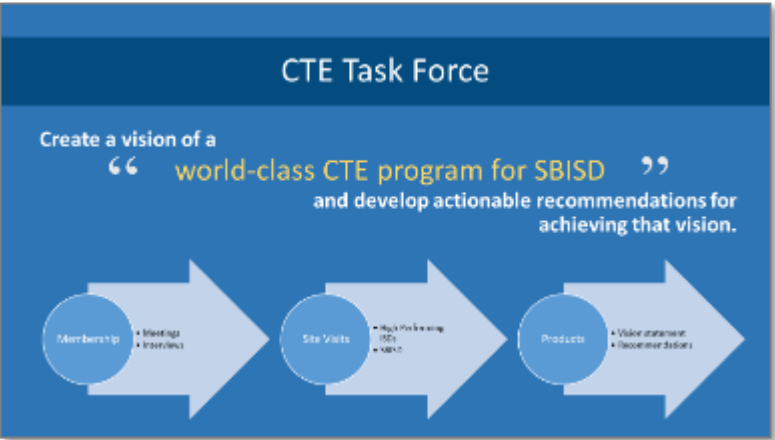 CTE Task Force
Create a vision of a
“ world-class CTE program for SBISD ”
and develop actionable recommendations for
achieving that vision.
Membership
• Meetings
• Interviews
Site Visits
• High Performing
ISDs
• SBISD
Products
• Vision statement
• Recommendations